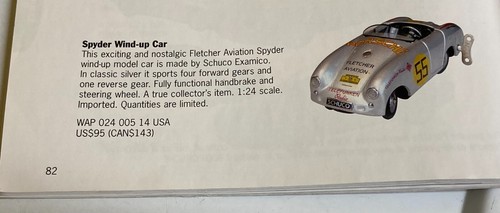 Spyder Wind-up Car
This exciting and nostalgic Fletcher Aviation Spyder
wind-up model car is made by Schuco Examico.
In classic silver it sports four forward gears and
one reverse gear. Fully functional handbrake and
steering wheel. A true collector's item. 1:24 scale.
Imported. Quantities are limited.
WAP 024 005 14 USA
US$95 (CAN$143)
82
FLETCHER
AVIATION
55
TELEFUNKEN
SCHUCO